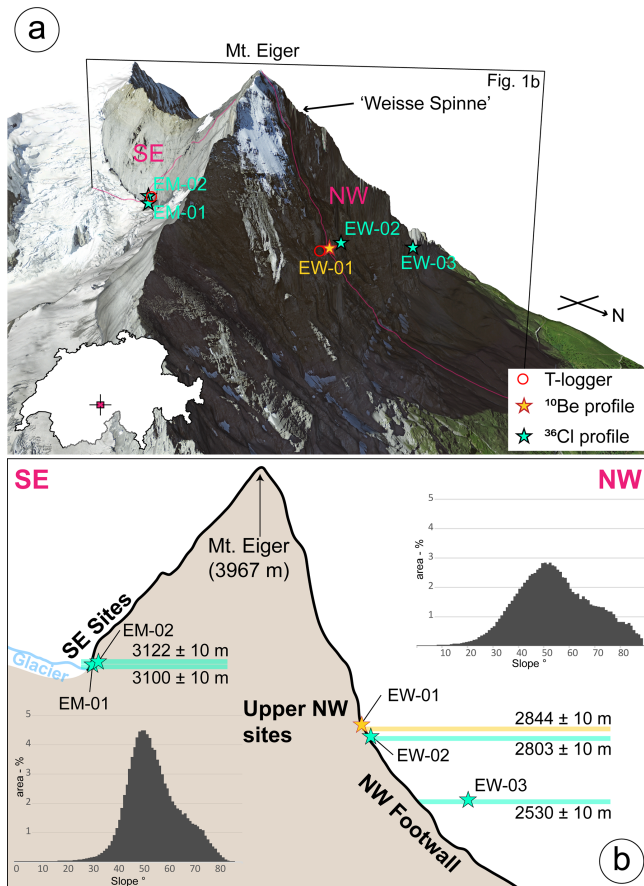 a
Mt. Eiger
Fig. 1b
'Weisse Spinne'
SE
EM-02
EM-01
NW
EW-02
EW-01
EW-03
N
T-logger
¹⁰Be profile
³⁶Cl profile
SE
NW
Mt. Eiger
(3967 m)
area - %
5
4
3
2
1
0 10 20 30 40 50 60 70 80
Slope °
SE Sites
EM-02
3122 ± 10 m
Glacier
3100 ± 10 m
EM-01
Upper NW
sites
EW-01
2844 ± 10 m
EW-02
2803 ± 10 m
EW-03
2530 ± 10 m
NW Footwall
area - %
5
4
3
2
1
0 10 20 30 40 50 60 70 80
Slope °
b